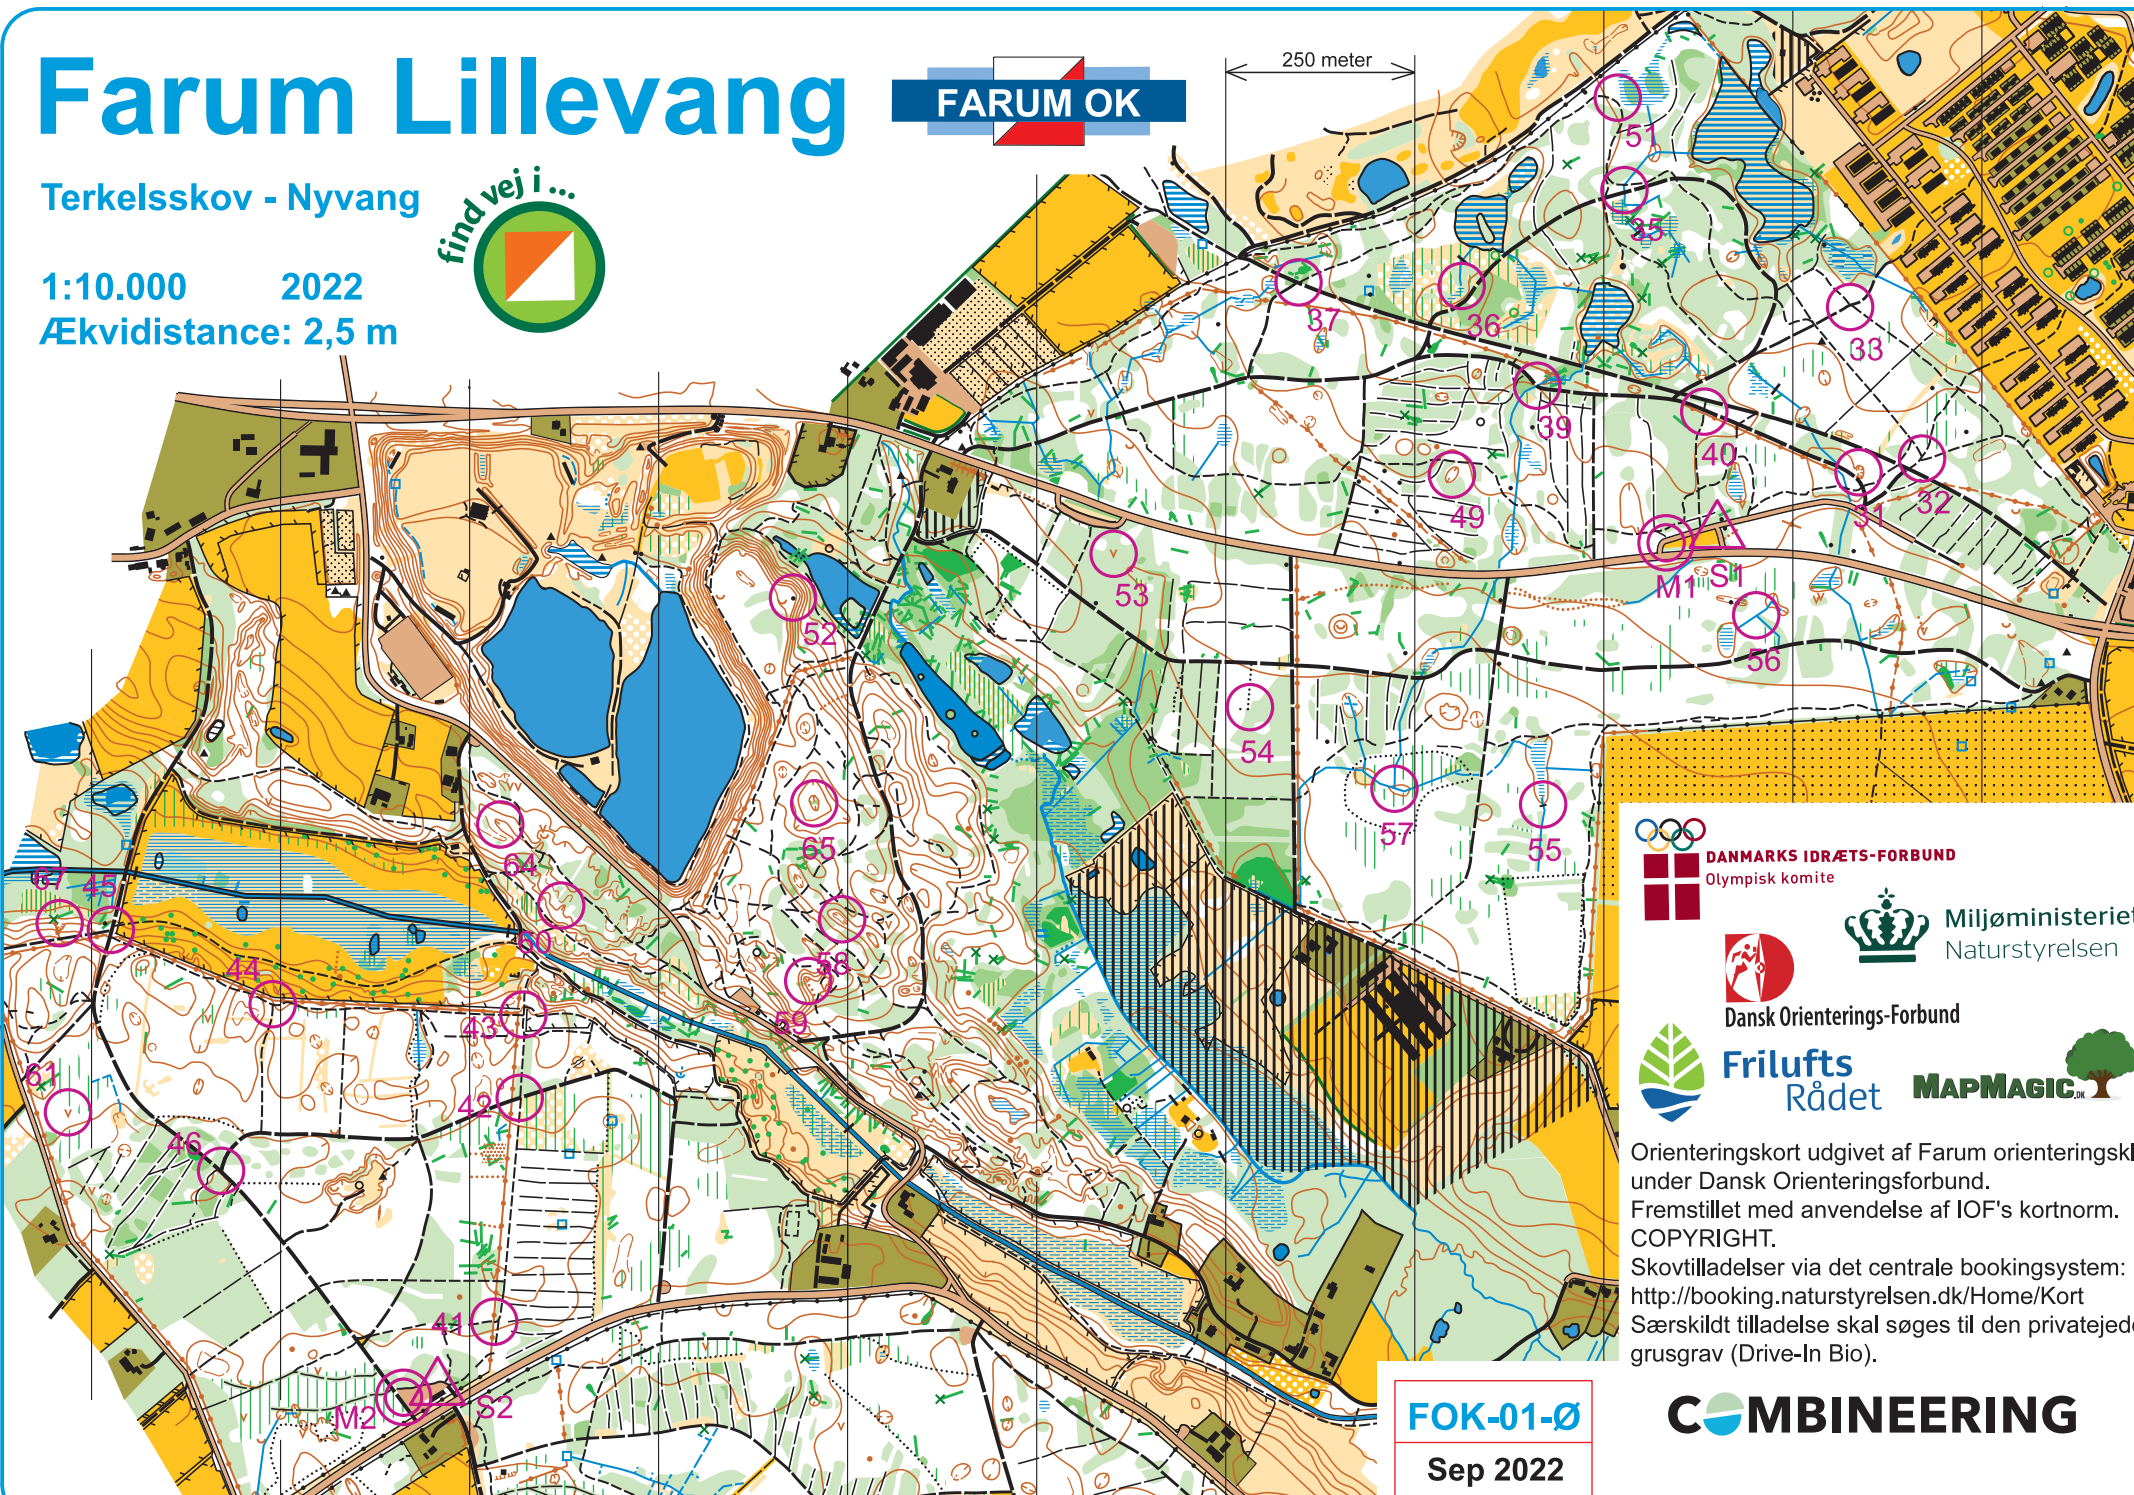 Farum Lillevang
FARUM OK
250 meter
Terkelsskov - Nyvang
find vej i ...
1:10.000 2022
Ækvidistance: 2,5 m
51
35
37
36
33
39
40
49
31
32
53
M1
S1
52
56
54
57
55
65
64
67
45
60
58
44
59
43
61
42
46
41
M2
S2
DANMARKS IDRÆTS-FORBUND
Olympisk komite
Miljøministeriet
Naturstyrelsen
Dansk Orienterings-Forbund
Frilufts
Rådet
MAPMAGIC.DK
Orienteringskort udgivet af Farum orienteringskl
under Dansk Orienteringsforbund.
Fremstillet med anvendelse af IOF's kortnorm.
COPYRIGHT.
Skovtilladelser via det centrale bookingsystem:
http://booking.naturstyrelsen.dk/Home/Kort
Særskildt tilladelse skal søges til den privatejede
grusgrav (Drive-In Bio).
COMBINEERING
FOK-01-Ø
Sep 2022